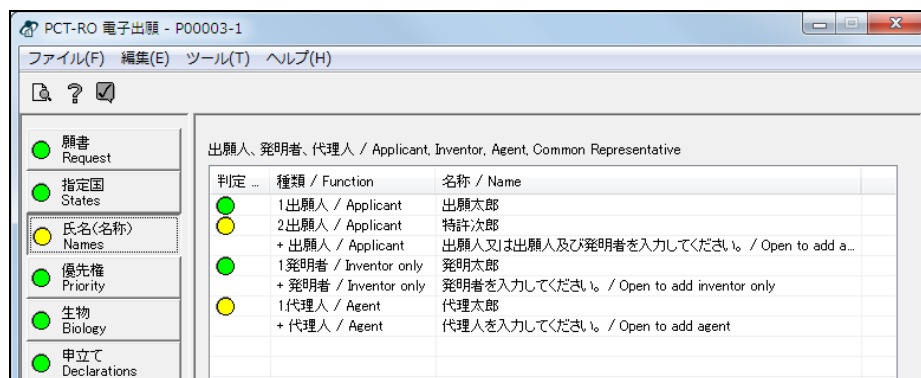 PCT-RO 電子出願 - P00003-1
ファイル(F) 編集(E) ツール(T) ヘルプ(H)
願書
Request
指定国
States
氏名(名称)
Names
優先権
Priority
生物
Biology
申立て
Declarations
出願人、発明者、代理人 / Applicant, Inventor, Agent, Common Representative
判定 ... 種類 / Function 名称 / Name
1出願人 / Applicant 出願太郎
2出願人 / Applicant 特許次郎
+ 出願人 / Applicant 出願人又は出願人及び発明者を入力してください。 / Open to add a...
1発明者 / Inventor only 発明太郎
+ 発明者 / Inventor only 発明者を入力してください。 / Open to add inventor only
1代理人 / Agent 代理太郎
+ 代理人 / Agent 代理人を入力してください。 / Open to add agent